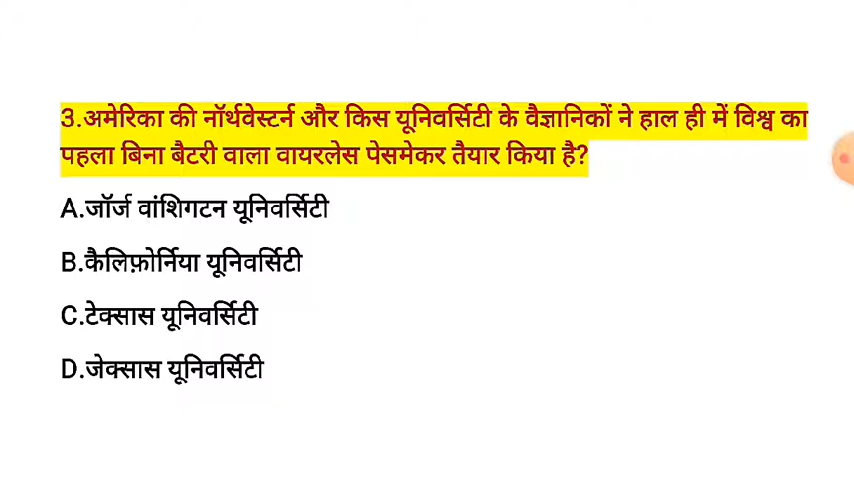 3.अमेरिका की नॉर्थवेस्टर्न और किस यूनिवर्सिटी के वैज्ञानिकों ने हाल ही में विश्व का
पहला बिना बैटरी वाला वायरलेस पेसमेकर तैयार किया है?
A.जॉर्ज वांशिगटन यूनिवर्सिटी
B.कैलिफ़ोर्निया यूनिवर्सिटी
C.टेक्सास यूनिवर्सिटी
D.जेक्सास यूनिवर्सिटी